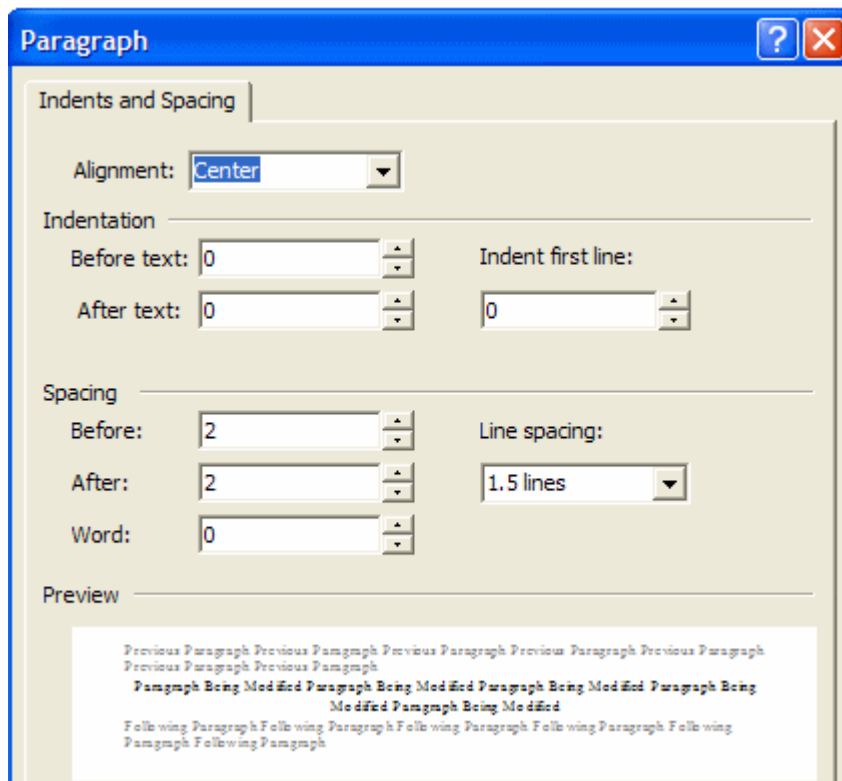 Paragraph
Indents and Spacing
Alignment: Center
Indentation
Before text: 0 Indent first line:
After text: 0 0
Spacing
Before: 2 Line spacing:
After: 2 1.5 lines
Word: 0
Preview
Previous Paragraph Previous Paragraph Previous Paragraph Previous Paragraph Previous Paragraph
Previous Paragraph Previous Paragraph
Paragraph Being Modified Paragraph Being Modified Paragraph Being Modified Paragraph Being
Modified Paragraph Being Modified
Following Paragraph Following Paragraph Following Paragraph Following Paragraph Following
Paragraph Following Paragraph